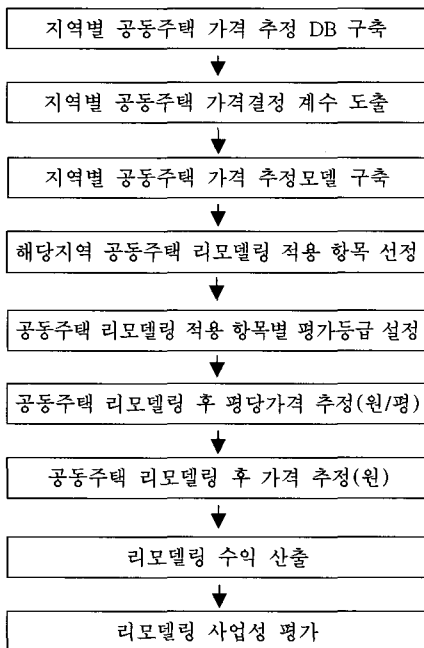 지역별 공동주택 가격 추정 DB 구축
지역별 공동주택 가격결정 계수 도출
지역별 공동주택 가격 추정모델 구축
해당지역 공동주택 리모델링 적용 항목 선정
공동주택 리모델링 적용 항목별 평가등급 설정
공동주택 리모델링 후 평당가격 추정(원/평)
공동주택 리모델링 후 가격 추정(원)
리모델링 수익 산출
리모델링 사업성 평가